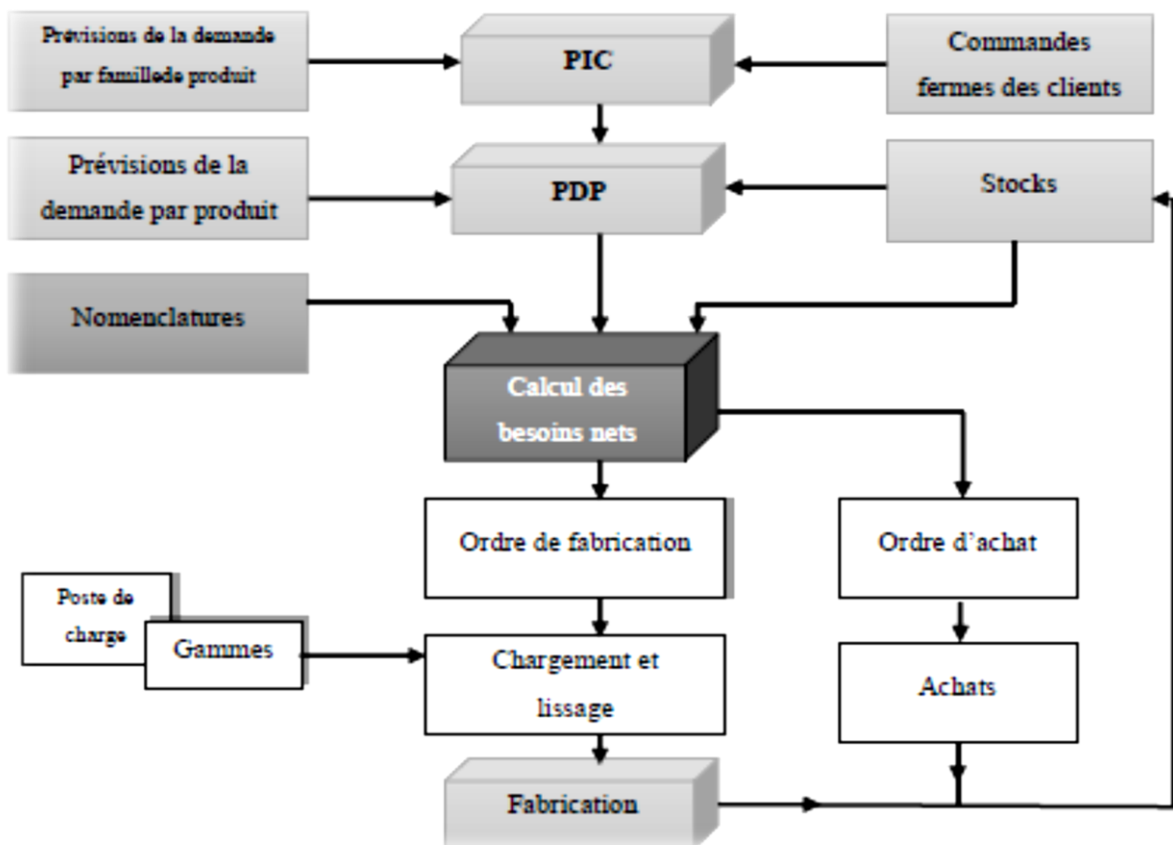 Prévisions de la demande
par famillede produit
PIC
Commandes
fermes des clients
Prévisions de la
demande par produit
PDP
Stocks
Nomenclatures
Calcul des
besoins nets
Ordre de fabrication
Ordre d'achat
Poste de
charge
Gammes
Chargement et
lissage
Achats
Fabrication